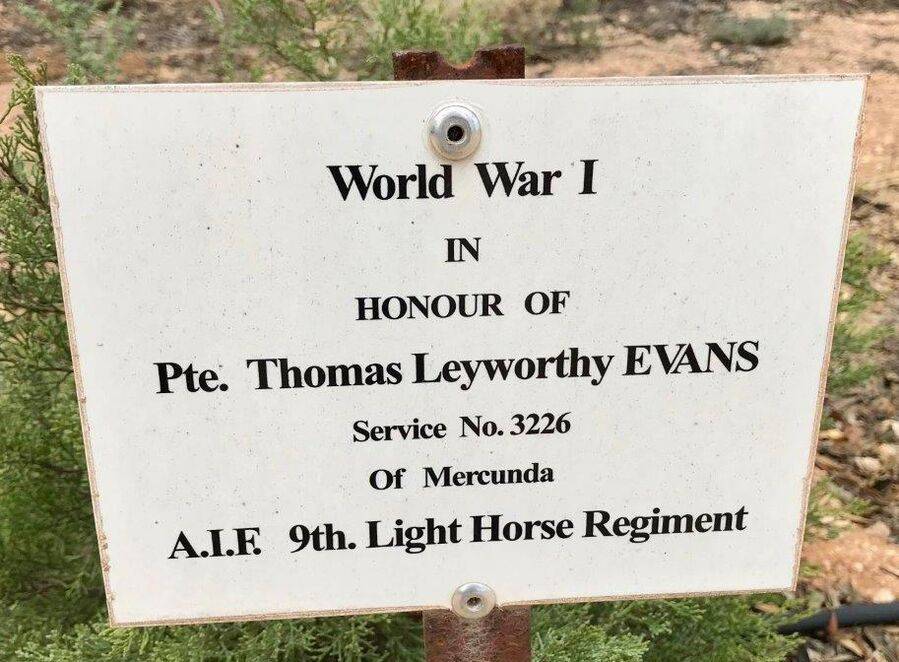 World War I
IN
HONOUR OF
Pte. Thomas Leyworthy EVANS
Service No. 3226
Of Mercunda
A.I.F. 9th. Light Horse Regiment